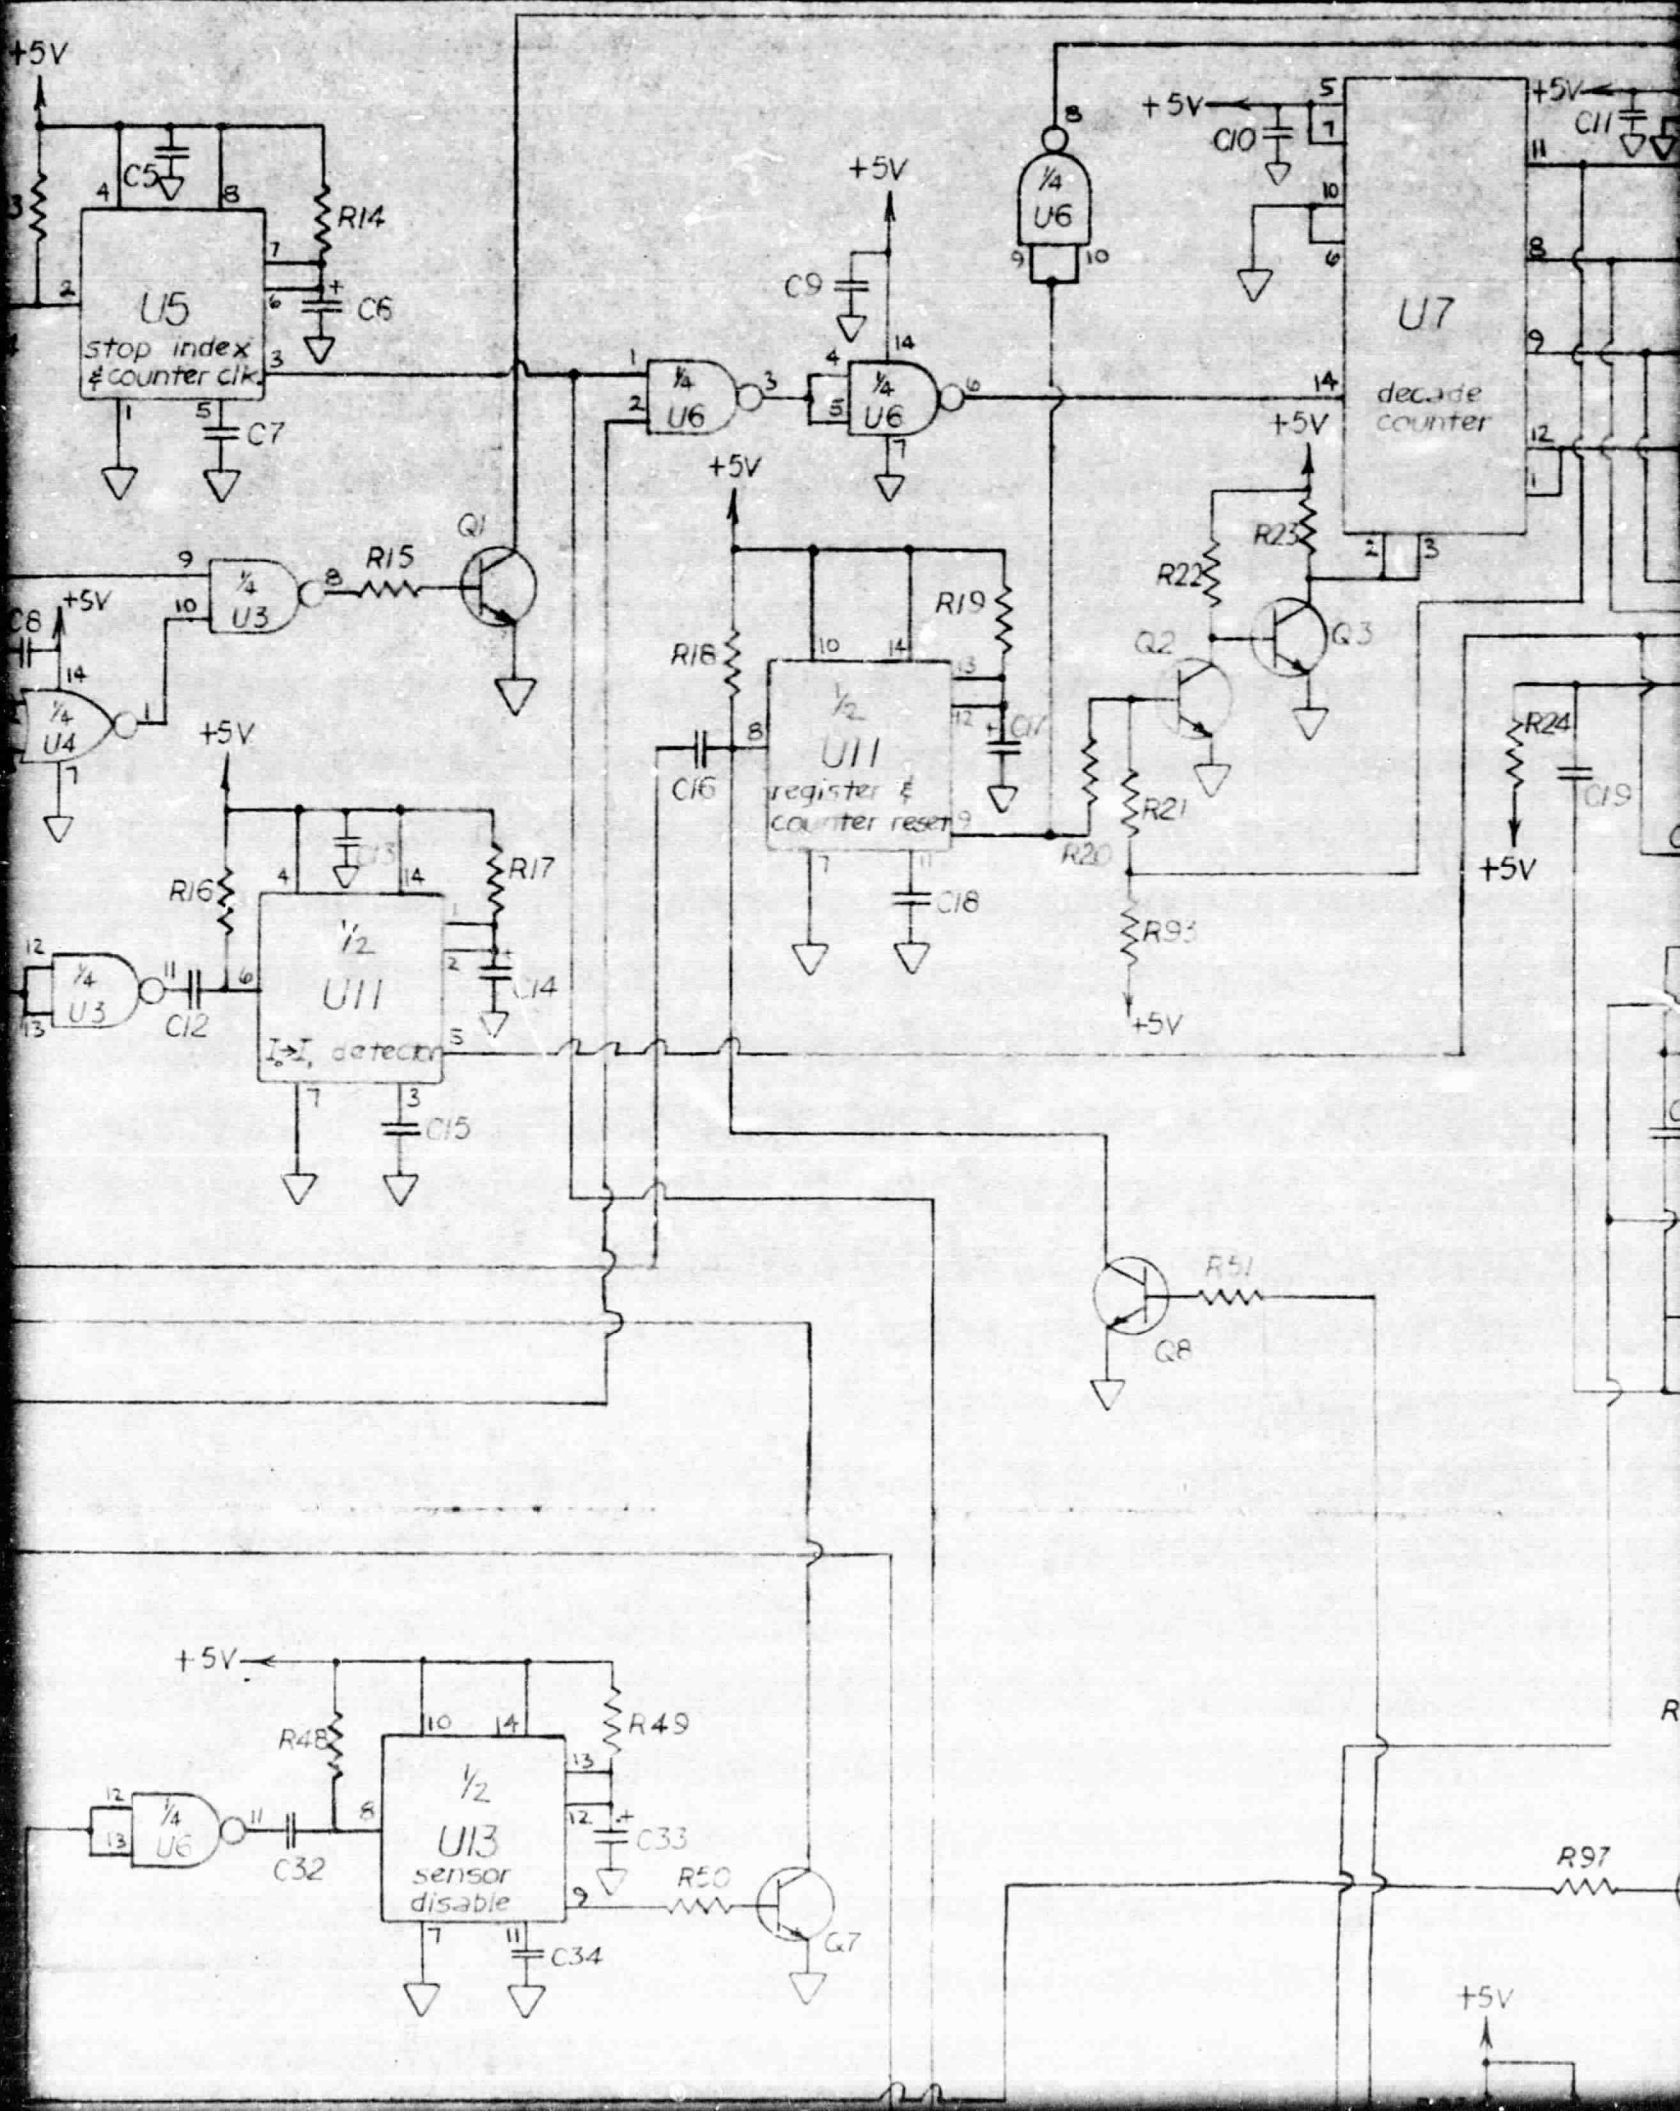 +5V
C5
4
8
R14
7
6
+
C6
2
U5
stop index
& counter clk.
3
1
5
C7
+5V
C9
14
1
2
1/4
U6
3
4
5
1/4
U6
6
7
8
1/4
U6
9
10
+5V
C10
5
7
10
6
14
U7
decade
counter
+5V
C11
11
8
9
12
1
2
3
9
10
1/4
U3
8
R15
Q1
C8
+5V
14
1/4
U4
1
7
+5V
R18
10
14
R19
13
12
+
C17
8
C16
1/2
U11
register &
counter reset
9
7
11
C18
+5V
R23
R22
Q2
Q3
R20
R21
R93
+5V
R24
C19
+5V
+5V
R16
4
C13
14
R17
1
2
+
C14
12
13
1/4
U3
11
C12
6
1/2
U11
I₀→I₁ detector
5
7
3
C15
R51
Q8
+5V
R48
10
14
R49
13
12
+
C33
12
13
1/4
U6
11
C32
8
1/2
U13
sensor
disable
9
R50
Q7
7
11
C34
R97
+5V